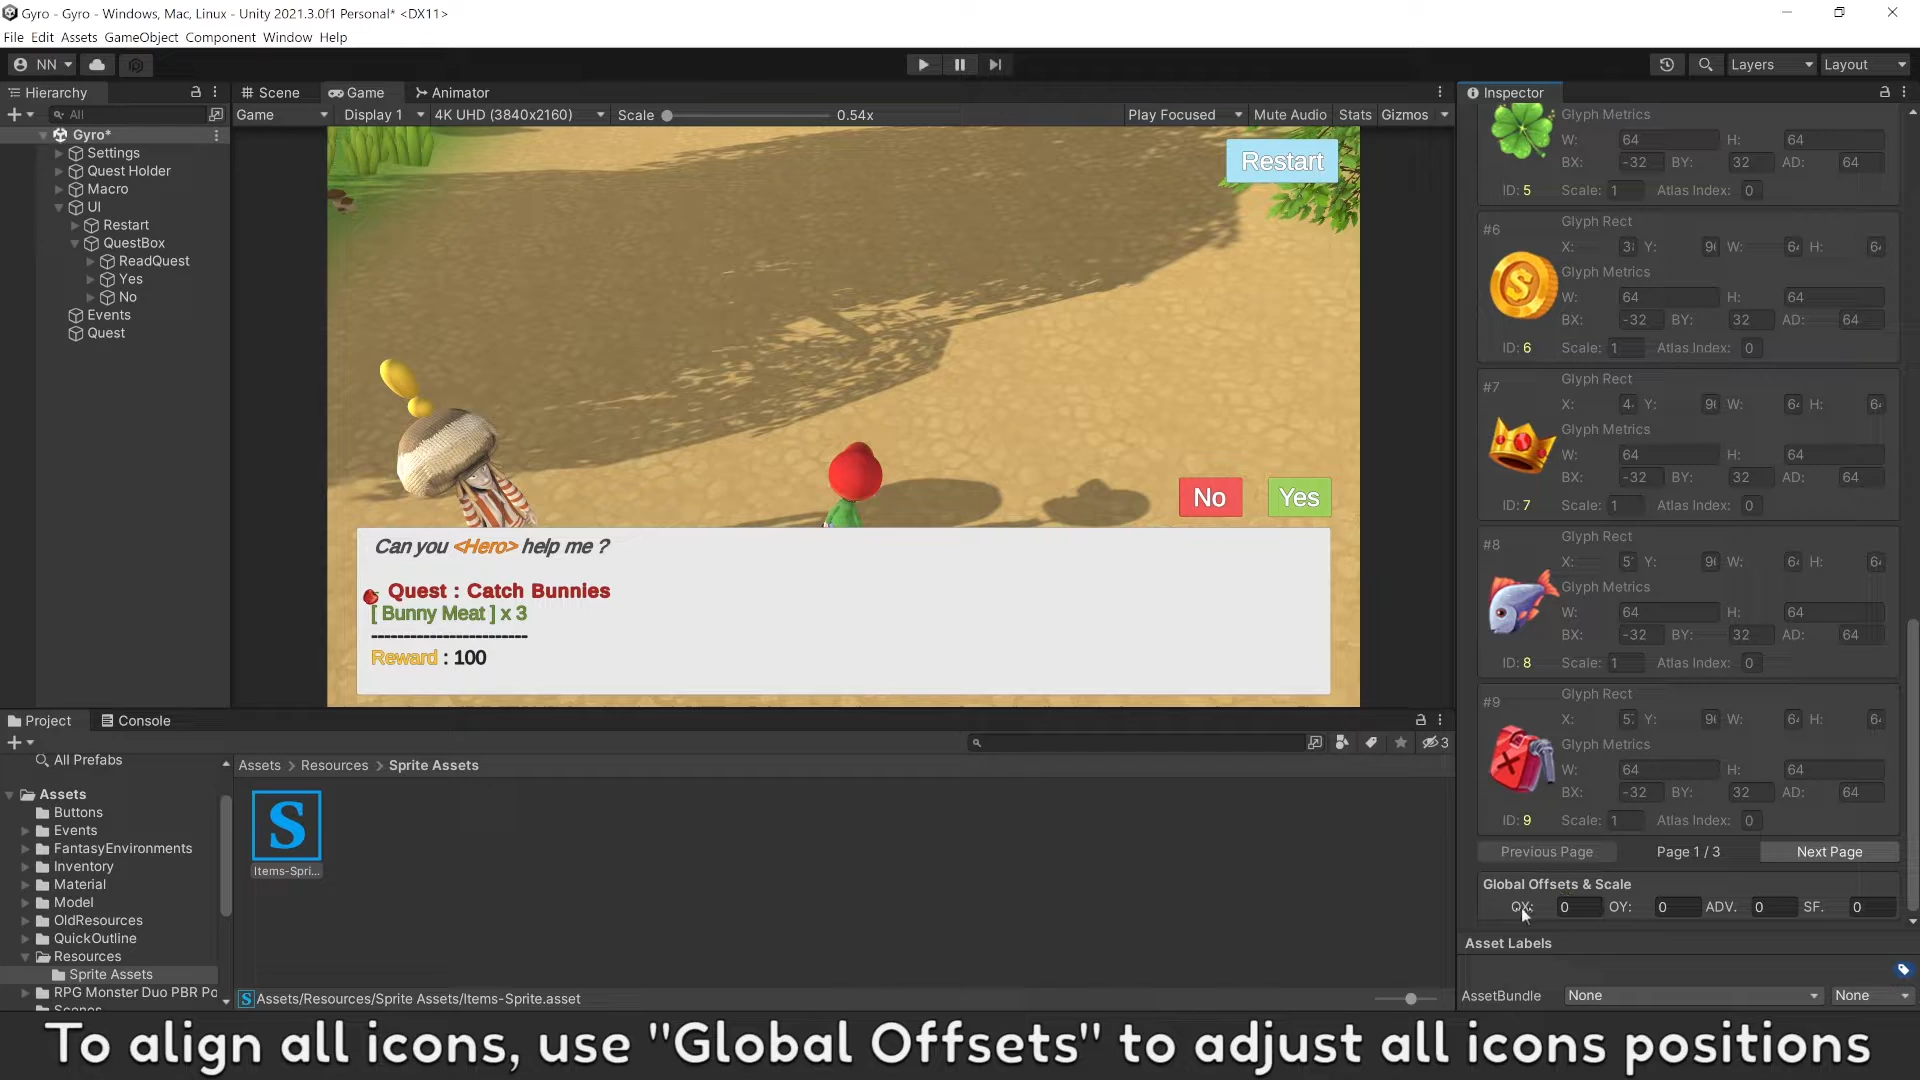 Gyro - Gyro - Windows, Mac, Linux - Unity 2021.3.0f1 Personal* <DX11>
File Edit Assets GameObject Component Window Help
NN Layers Layout
Hierarchy
All
Gyro*
Settings
Quest Holder
Macro
UI
Restart
QuestBox
ReadQuest
Yes
No
Events
Quest
Scene Game Animator
Game Display 1 4K UHD (3840x2160) Scale 0.54x Play Focused Mute Audio Stats Gizmos
Restart
No Yes
Can you <Hero> help me ?
Quest : Catch Bunnies
[ Bunny Meat ] x 3
------------------------
Reward : 100
Inspector
Glyph Metrics
W: 64 H: 64
BX: -32 BY: 32 AD: 64
ID: 5 Scale: 1 Atlas Index: 0
#6 Glyph Rect
X: Y: W: H:
Glyph Metrics
W: 64 H: 64
BX: -32 BY: 32 AD: 64
ID: 6 Scale: 1 Atlas Index: 0
#7 Glyph Rect
X: Y: W: H:
Glyph Metrics
W: 64 H: 64
BX: -32 BY: 32 AD: 64
ID: 7 Scale: 1 Atlas Index: 0
#8 Glyph Rect
X: Y: W: H:
Glyph Metrics
W: 64 H: 64
BX: -32 BY: 32 AD: 64
ID: 8 Scale: 1 Atlas Index: 0
#9 Glyph Rect
X: Y: W: H:
Glyph Metrics
W: 64 H: 64
BX: -32 BY: 32 AD: 64
ID: 9 Scale: 1 Atlas Index: 0
Previous Page Page 1 / 3 Next Page
Global Offsets & Scale
OX: 0 OY: 0 ADV. 0 SF. 0
Asset Labels
AssetBundle None None
Project Console
3
All Prefabs
Assets
Buttons
Events
FantasyEnvironments
Inventory
Material
Model
OldResources
QuickOutline
Resources
Sprite Assets
RPG Monster Duo PBR Po
Assets > Resources > Sprite Assets
S
Items-Spri...
S Assets/Resources/Sprite Assets/Items-Sprite.asset
To align all icons, use "Global Offsets" to adjust all icons positions